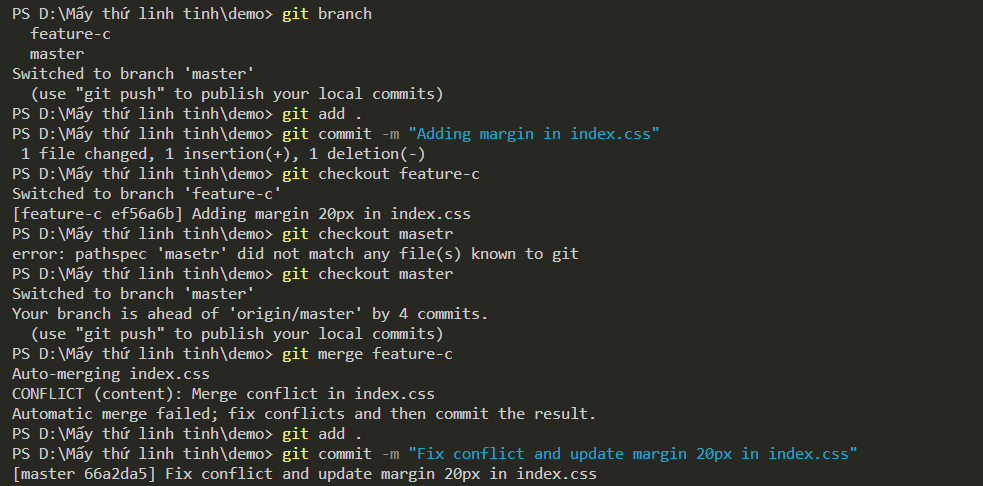 PS D:\Mấy thứ linh tinh\demo> git branch
  feature-c
  master
Switched to branch 'master'
  (use "git push" to publish your local commits)
PS D:\Mấy thứ linh tinh\demo> git add .
PS D:\Mấy thứ linh tinh\demo> git commit -m "Adding margin in index.css"
 1 file changed, 1 insertion(+), 1 deletion(-)
PS D:\Mấy thứ linh tinh\demo> git checkout feature-c
Switched to branch 'feature-c'
[feature-c ef56a6b] Adding margin 20px in index.css
PS D:\Mấy thứ linh tinh\demo> git checkout masetr
error: pathspec 'masetr' did not match any file(s) known to git
PS D:\Mấy thứ linh tinh\demo> git checkout master
Switched to branch 'master'
Your branch is ahead of 'origin/master' by 4 commits.
  (use "git push" to publish your local commits)
PS D:\Mấy thứ linh tinh\demo> git merge feature-c
Auto-merging index.css
CONFLICT (content): Merge conflict in index.css
Automatic merge failed; fix conflicts and then commit the result.
PS D:\Mấy thứ linh tinh\demo> git add .
PS D:\Mấy thứ linh tinh\demo> git commit -m "Fix conflict and update margin 20px in index.css"
[master 66a2da5] Fix conflict and update margin 20px in index.css